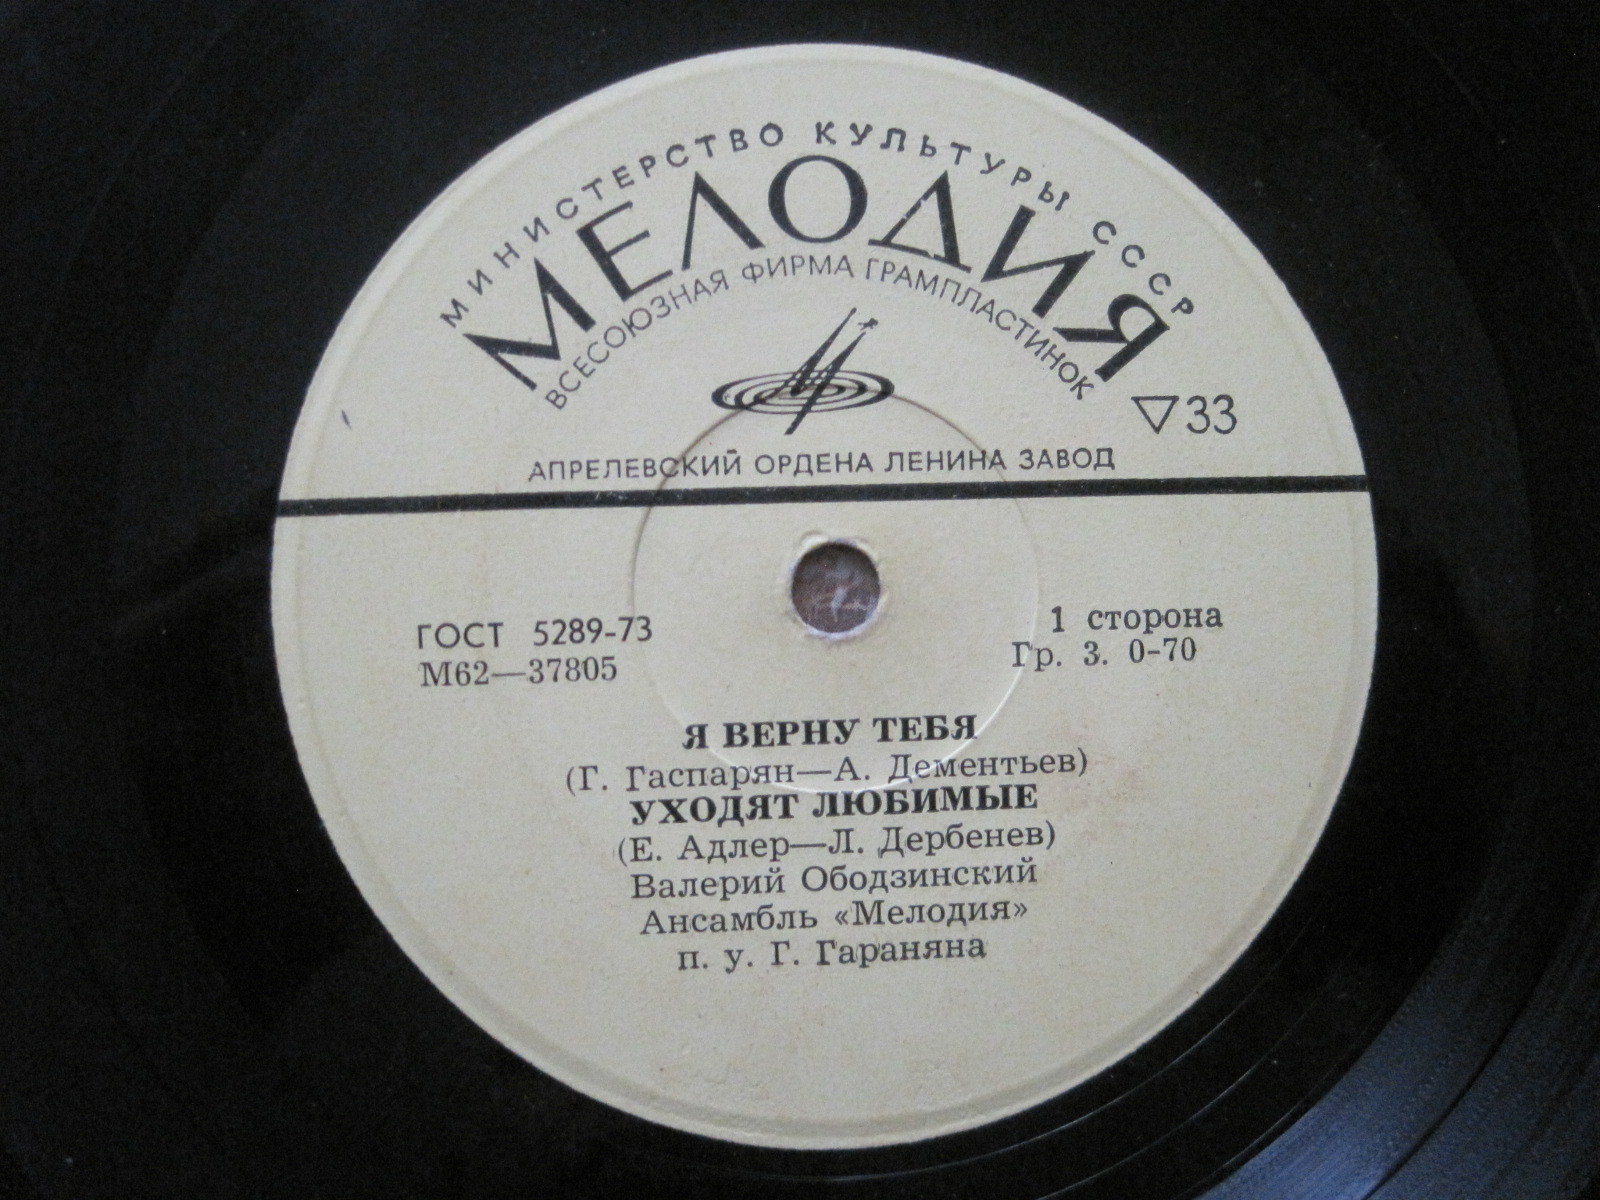 МИНИСТЕРСТВО КУЛЬТУРЫ СССР
МЕЛОДИЯ
ВСЕСОЮЗНАЯ ФИРМА ГРАМПЛАСТИНОК
▽33
АПРЕЛЕВСКИЙ ОРДЕНА ЛЕНИНА ЗАВОД
ГОСТ 5289-73
М62—37805
1 сторона
Гр. 3. 0-70
Я ВЕРНУ ТЕБЯ
(Г. Гаспарян—А. Дементьев)
УХОДЯТ ЛЮБИМЫЕ
(Е. Адлер—Л. Дербенев)
Валерий Ободзинский
Ансамбль «Мелодия»
п. у. Г. Гараняна